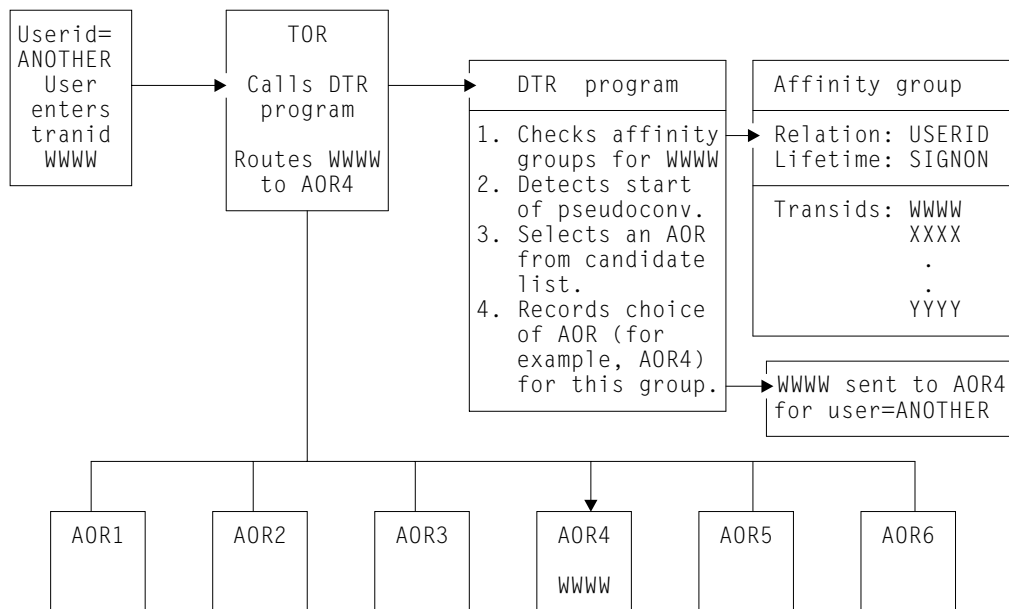 Userid=
ANOTHER
User
enters
tranid
WWWW
TOR
Calls DTR
program
Routes WWWW
to AOR4
DTR program
1. Checks affinity
groups for WWWW
2. Detects start
of pseudoconv.
3. Selects an AOR
from candidate
list.
4. Records choice
of AOR (for
example, AOR4)
for this group.
Affinity group
Relation: USERID
Lifetime: SIGNON
Transids: WWWW
XXXX
.
.
YYYY
WWWW sent to AOR4
for user=ANOTHER
AOR1
AOR2
AOR3
AOR4
WWWW
AOR5
AOR6